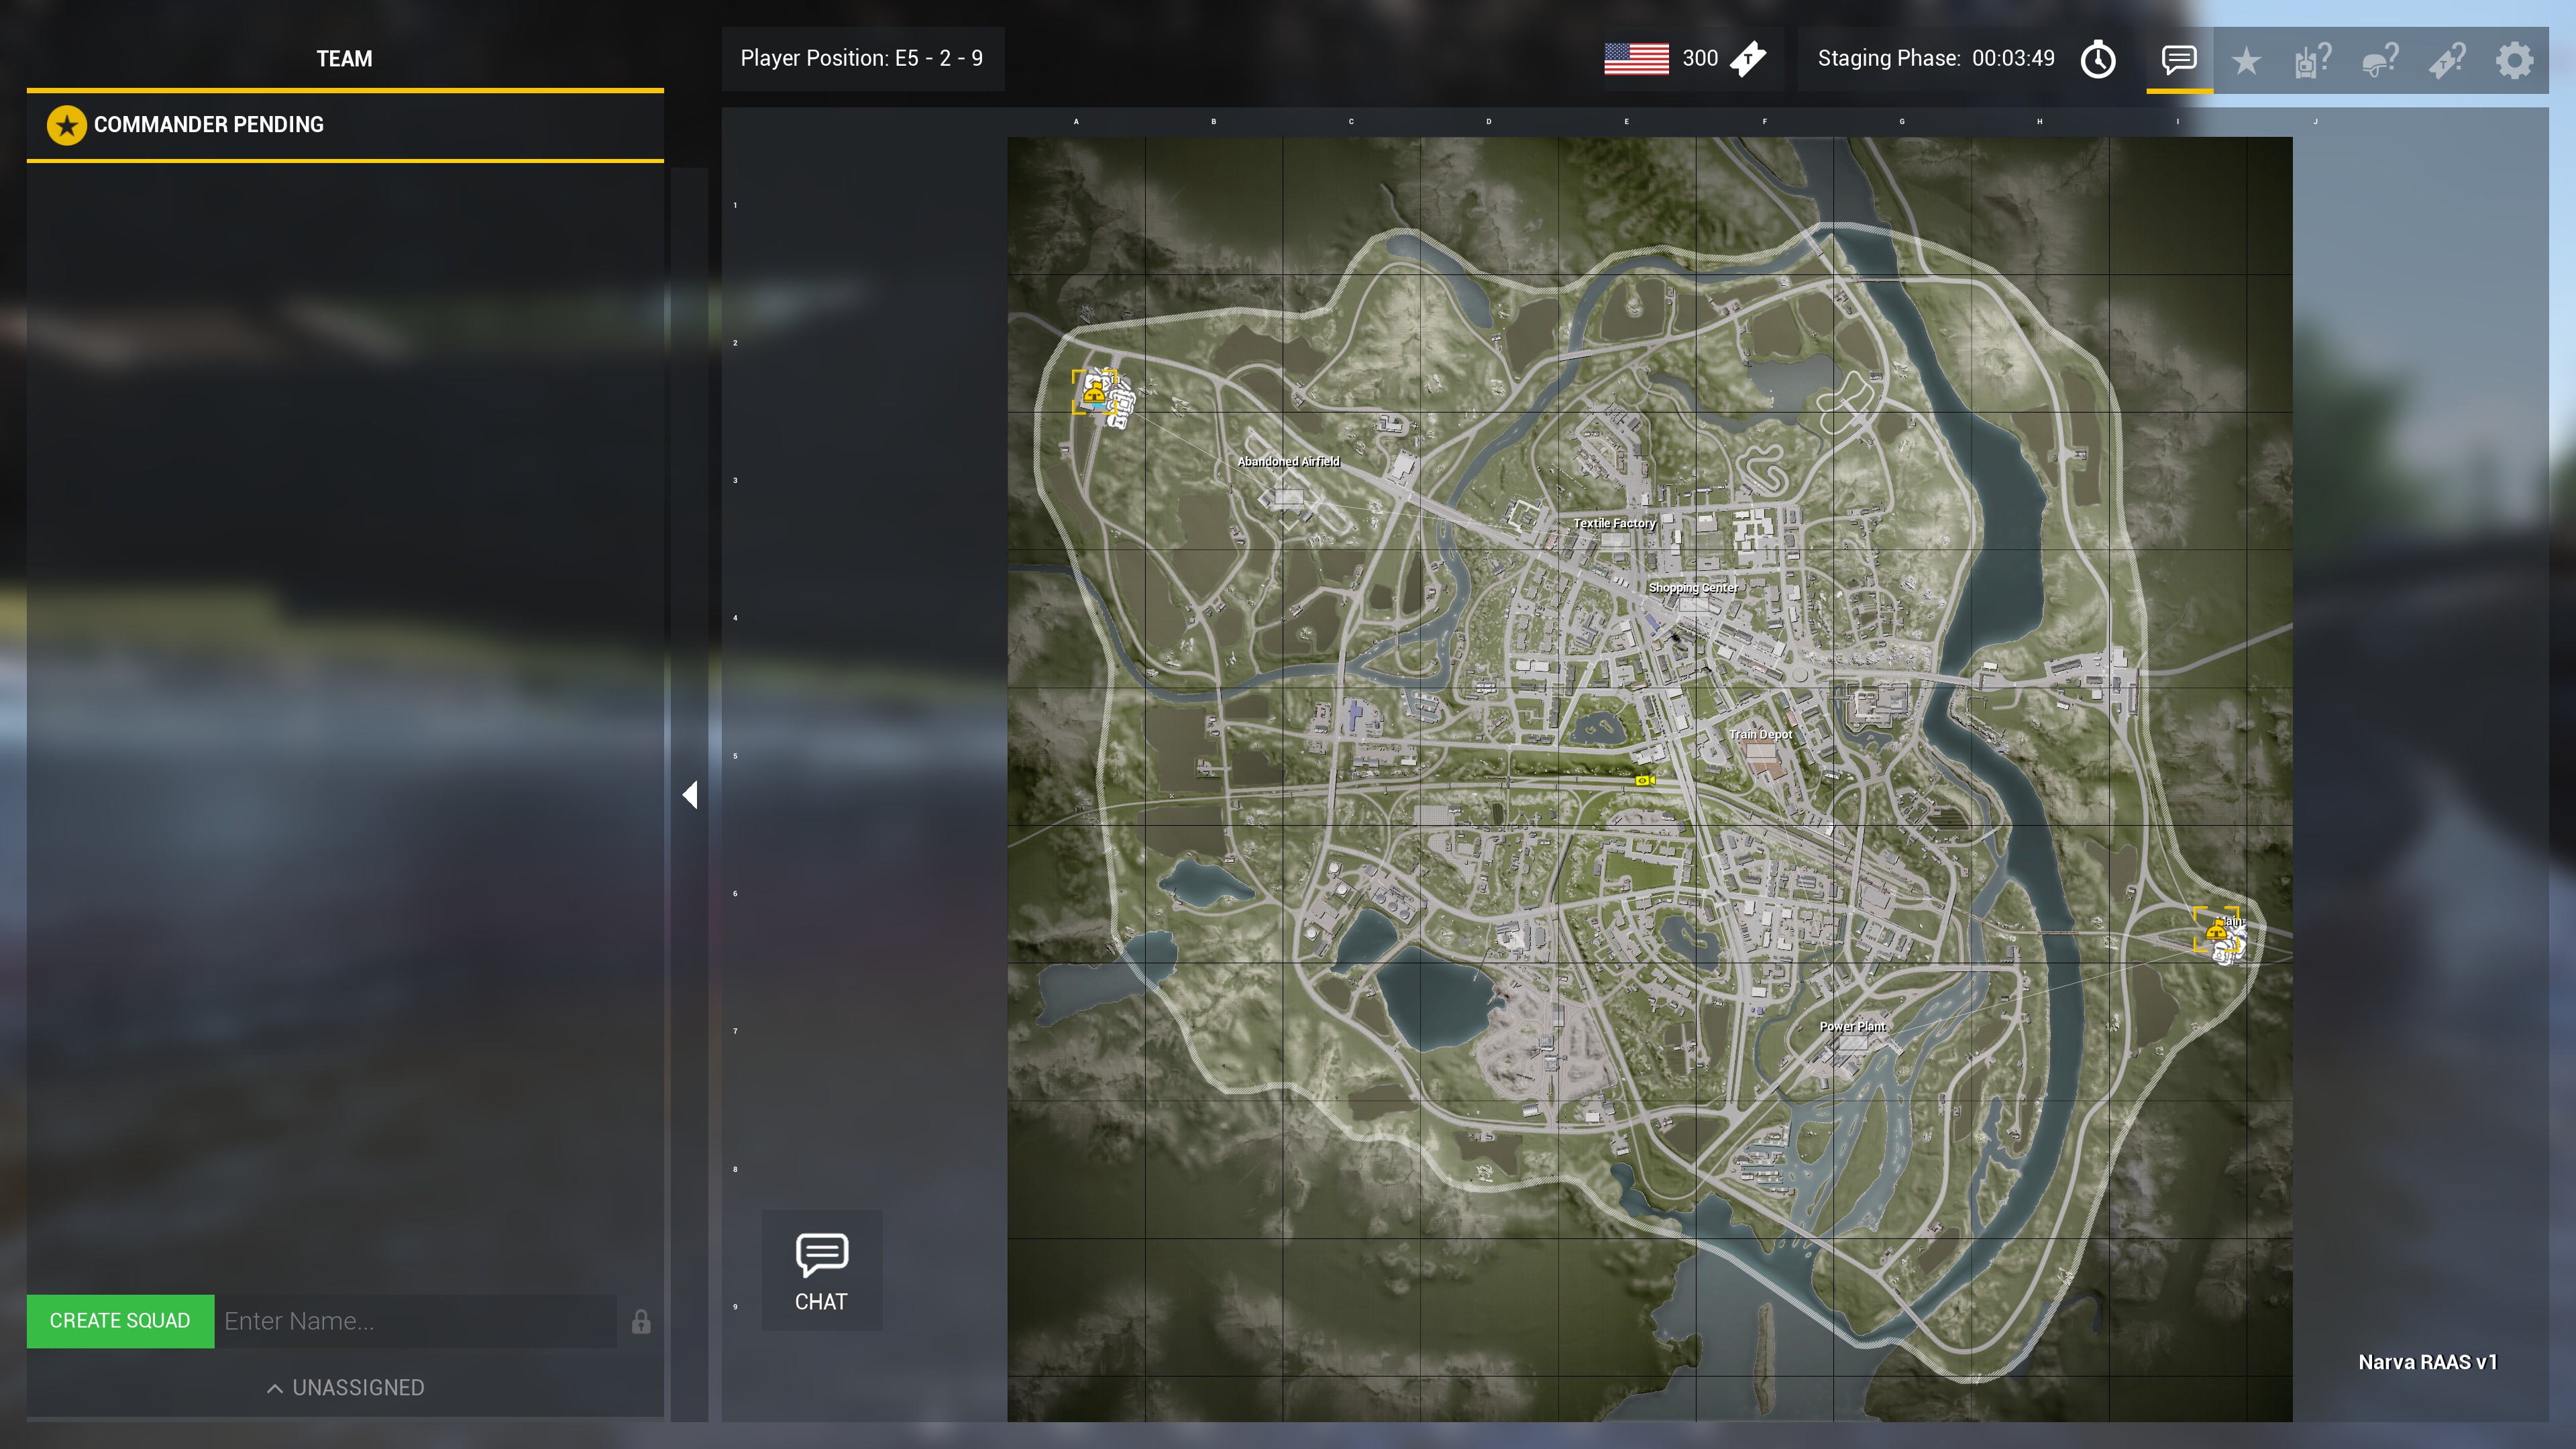 TEAM
Player Position: E5 - 2 - 9
300
T
Staging Phase: 00:03:49
COMMANDER PENDING
A B C D E F G H I J
1
2
Abandoned Airfield
3
Textile Factory
Shopping Center
4
Train Depot
5
6
Main
Power Plant
7
8
CHAT
9
CREATE SQUAD
Enter Name...
Narva RAAS v1
UNASSIGNED